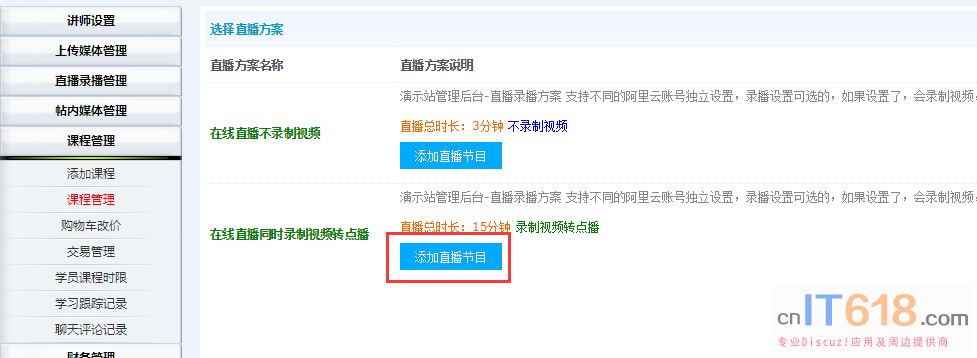 讲师设置
上传媒体管理
直播录播管理
帖内媒体管理
课程管理
添加课程
课程管理
购物车改价
交易管理
学员课程时限
学习跟踪记录
聊天评论记录
财务管理
选择直播方案
直播方案名称 直播方案说明
在线直播不录制视频
演示站管理后台-直播录播方案 支持不同的阿里云账号独立设置，录播设置可选的，如果设置了，会录制视频，
直播总时长：3分钟 不录制视频
添加直播节目
在线直播同时录制视频转点播
演示站管理后台-直播录播方案 支持不同的阿里云账号独立设置，录播设置可选的，如果设置了，会录制视频，
直播总时长：15分钟 录制视频转点播
添加直播节目
cnIT618.com
专业Discuz!应用及周边提供商